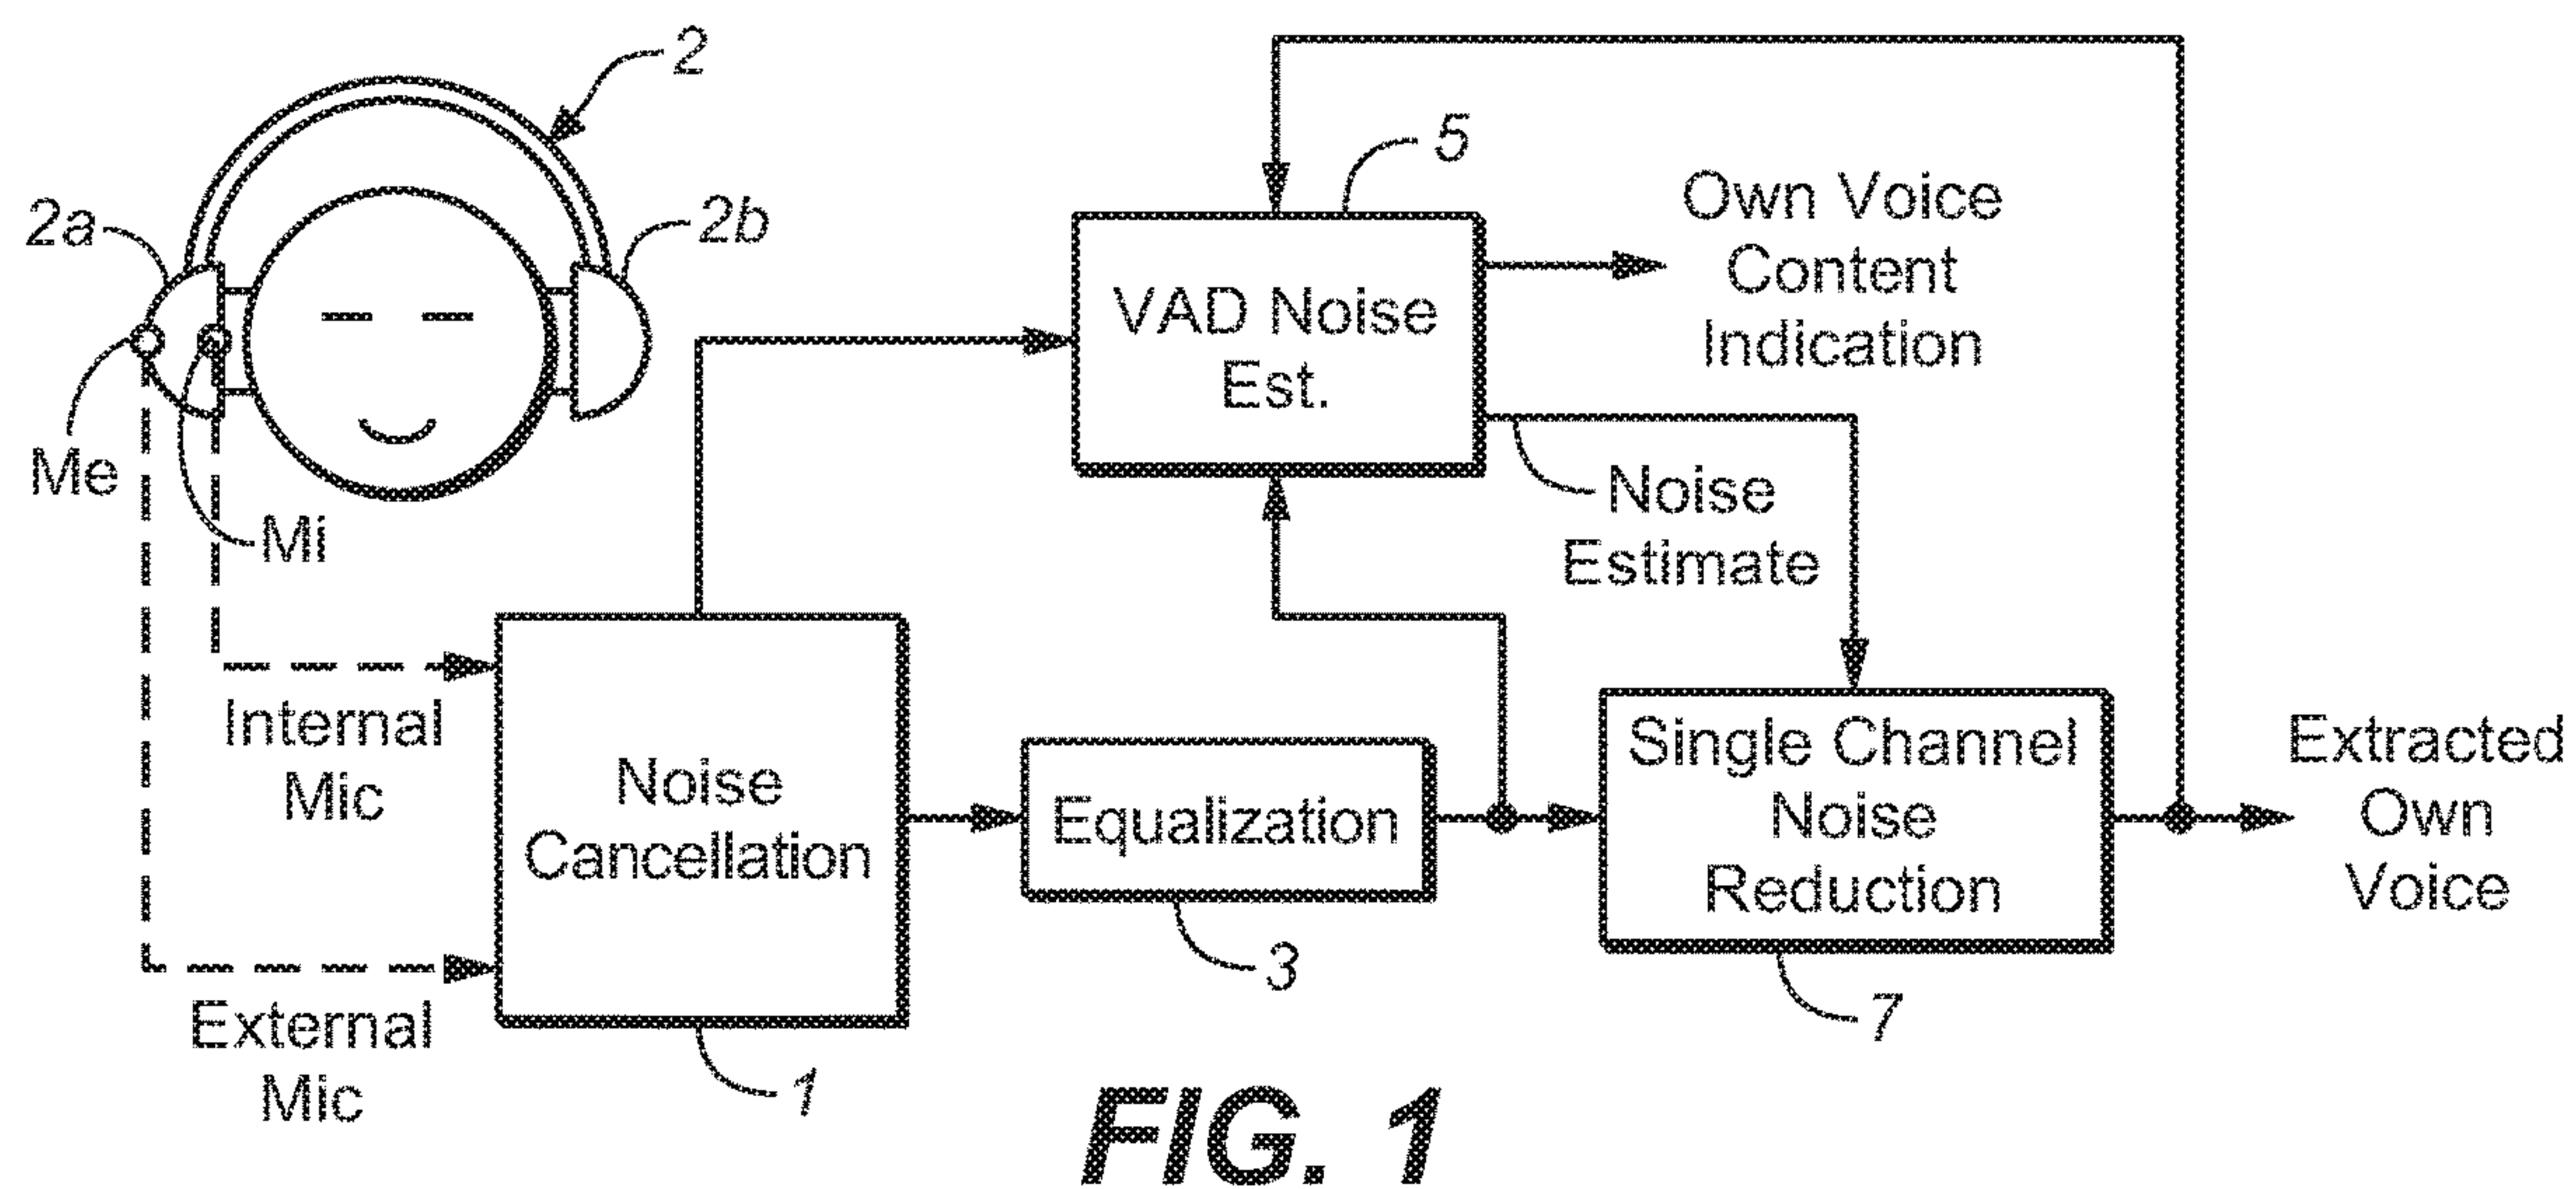 2
2a
2b
Me
Mi
Internal
Mic
External
Mic
Noise
Cancellation
1
Equalization
3
VAD Noise
Est.
5
Own Voice
Content
Indication
Noise
Estimate
Single Channel
Noise
Reduction
7
Extracted
Own
Voice
FIG. 1